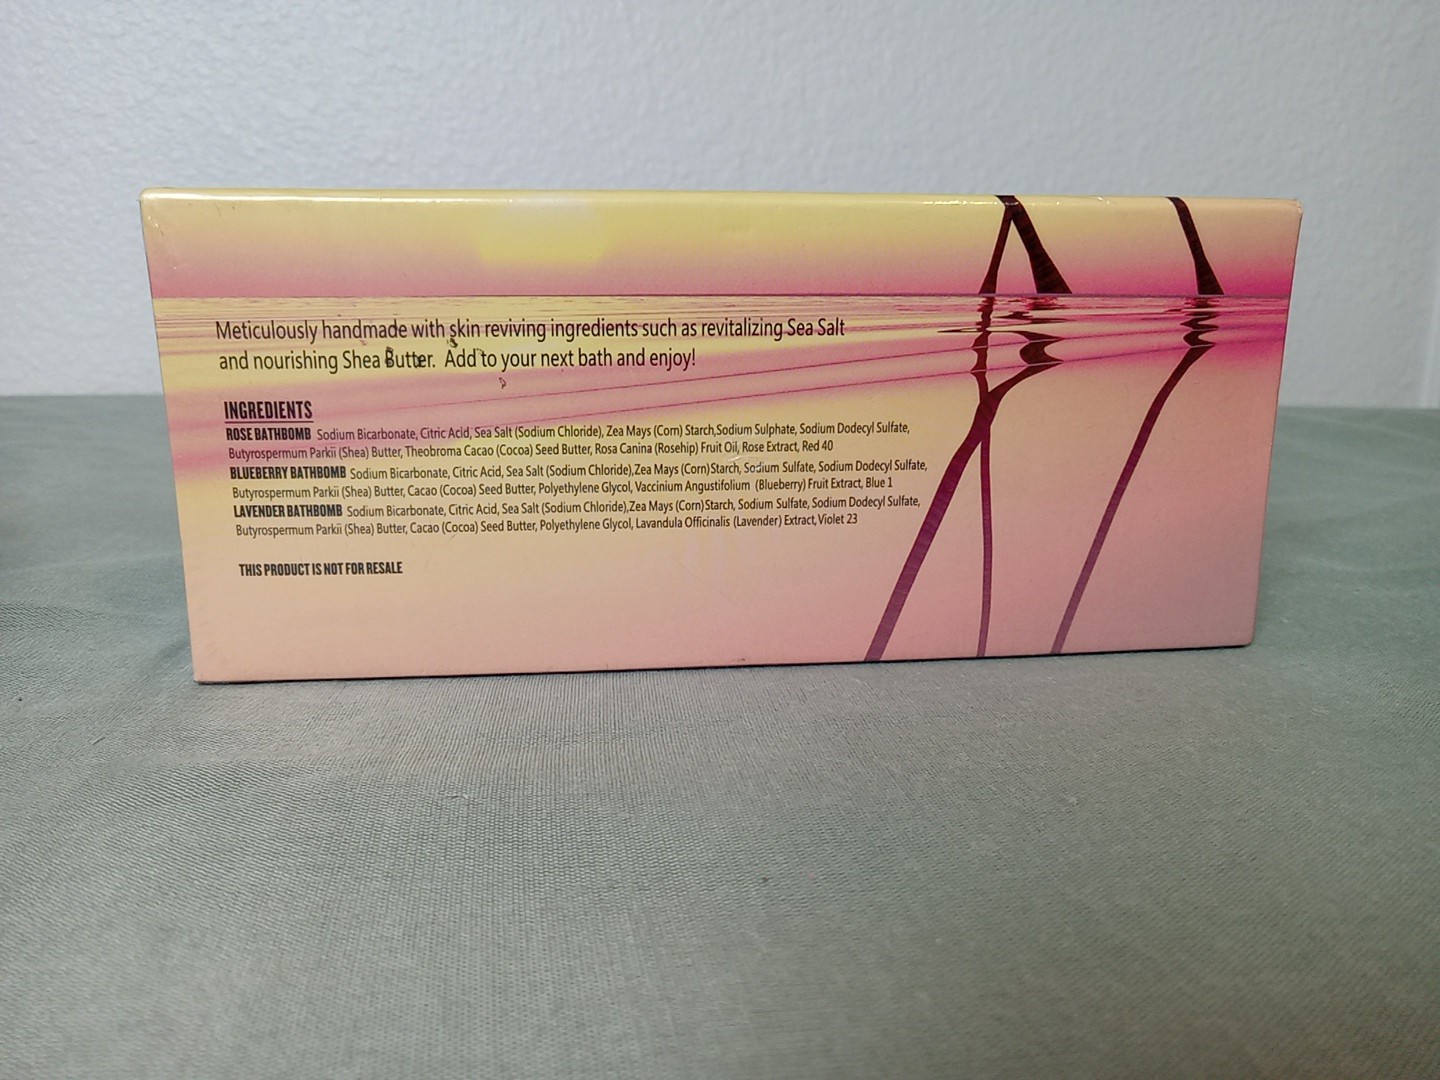 Meticulously handmade with skin reviving ingredients such as revitalizing Sea Salt
and nourishing Shea Butter. Add to your next bath and enjoy!
INGREDIENTS
ROSE BATHBOMB Sodium Bicarbonate, Citric Acid, Sea Salt (Sodium Chloride), Zea Mays (Corn) Starch,Sodium Sulphate, Sodium Dodecyl Sulfate,
Butyrospermum Parkii (Shea) Butter, Theobroma Cacao (Cocoa) Seed Butter, Rosa Canina (Rosehip) Fruit Oil, Rose Extract, Red 40
BLUEBERRY BATHBOMB Sodium Bicarbonate, Citric Acid, Sea Salt (Sodium Chloride),Zea Mays (Corn)Starch, Sodium Sulfate, Sodium Dodecyl Sulfate,
Butyrospermum Parkii (Shea) Butter, Cacao (Cocoa) Seed Butter, Polyethylene Glycol, Vaccinium Angustifolium (Blueberry) Fruit Extract, Blue 1
LAVENDER BATHBOMB Sodium Bicarbonate, Citric Acid, Sea Salt (Sodium Chloride),Zea Mays (Corn)Starch, Sodium Sulfate, Sodium Dodecyl Sulfate,
Butyrospermum Parkii (Shea) Butter, Cacao (Cocoa) Seed Butter, Polyethylene Glycol, Lavandula Officinalis (Lavender) Extract, Violet 23
THIS PRODUCT IS NOT FOR RESALE